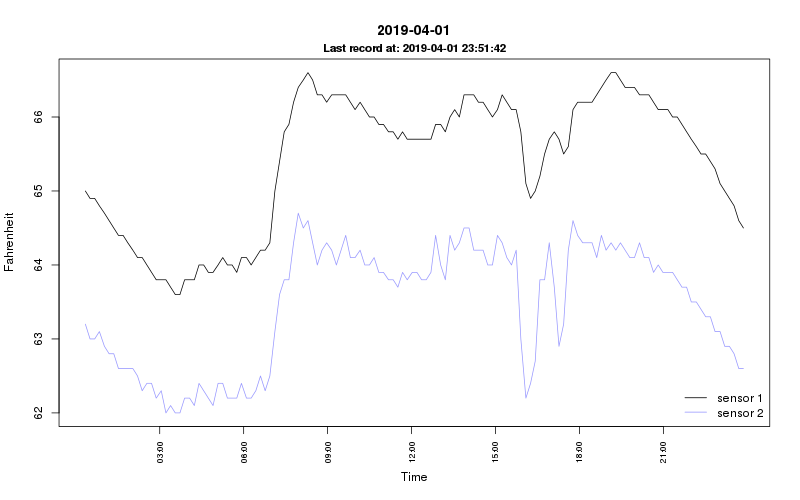 2019-04-01
Last record at: 2019-04-01 23:51:42
Fahrenheit
66
65
64
63
62
03:00 06:00 09:00 12:00 15:00 18:00 21:00
Time
sensor 1
sensor 2